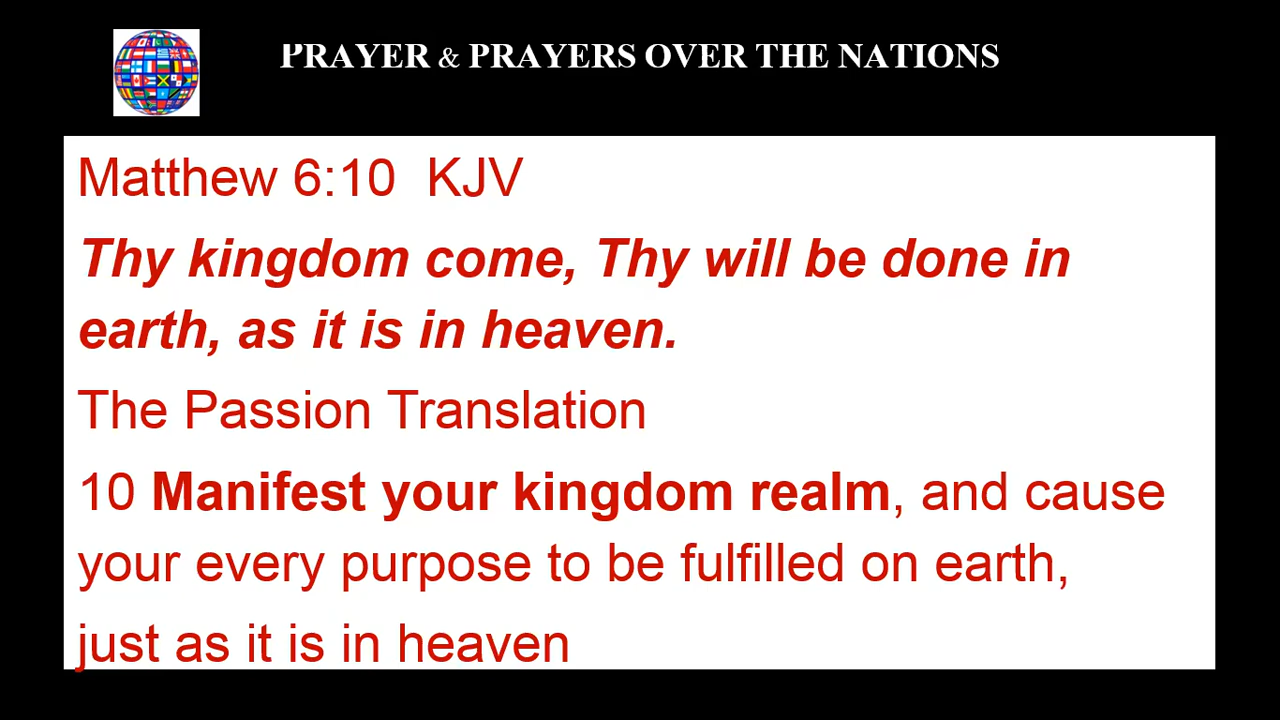 PRAYER & PRAYERS OVER THE NATIONS
Matthew 6:10 KJV
Thy kingdom come, Thy will be done in
earth, as it is in heaven.
The Passion Translation
10 Manifest your kingdom realm, and cause
your every purpose to be fulfilled on earth,
just as it is in heaven